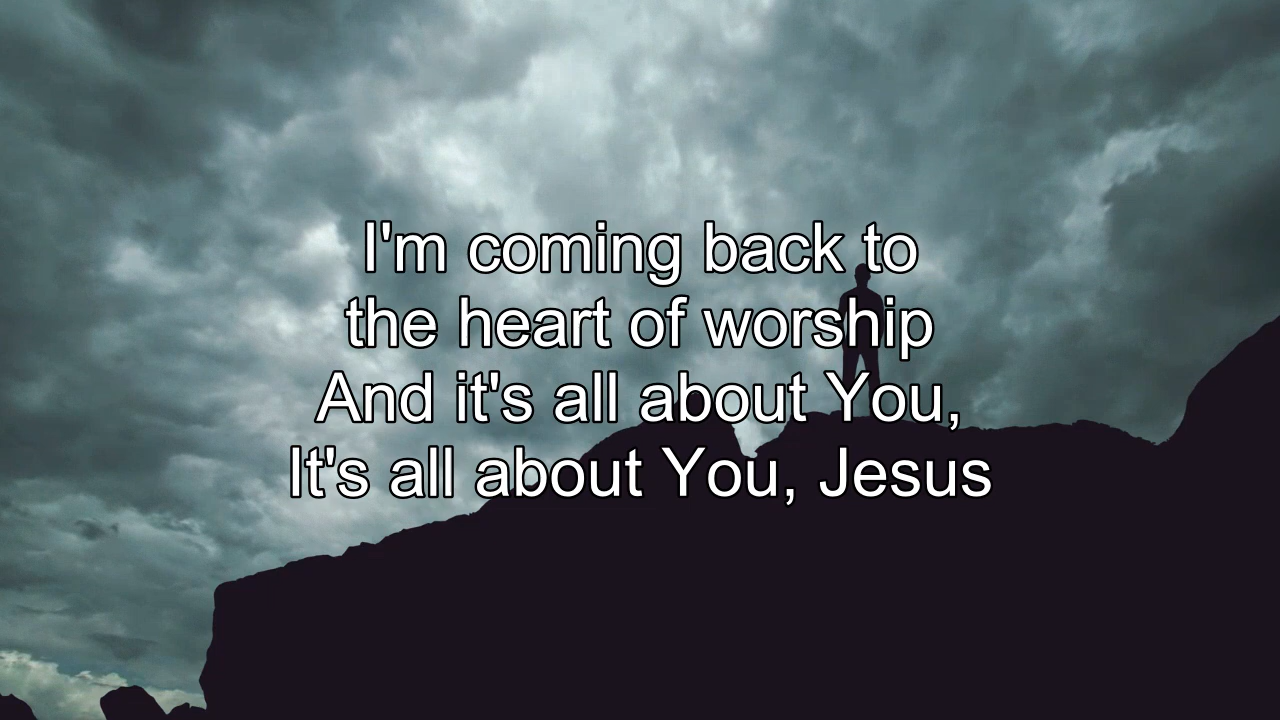 I'm coming back to
the heart of worship
And it's all about You,
It's all about You, Jesus